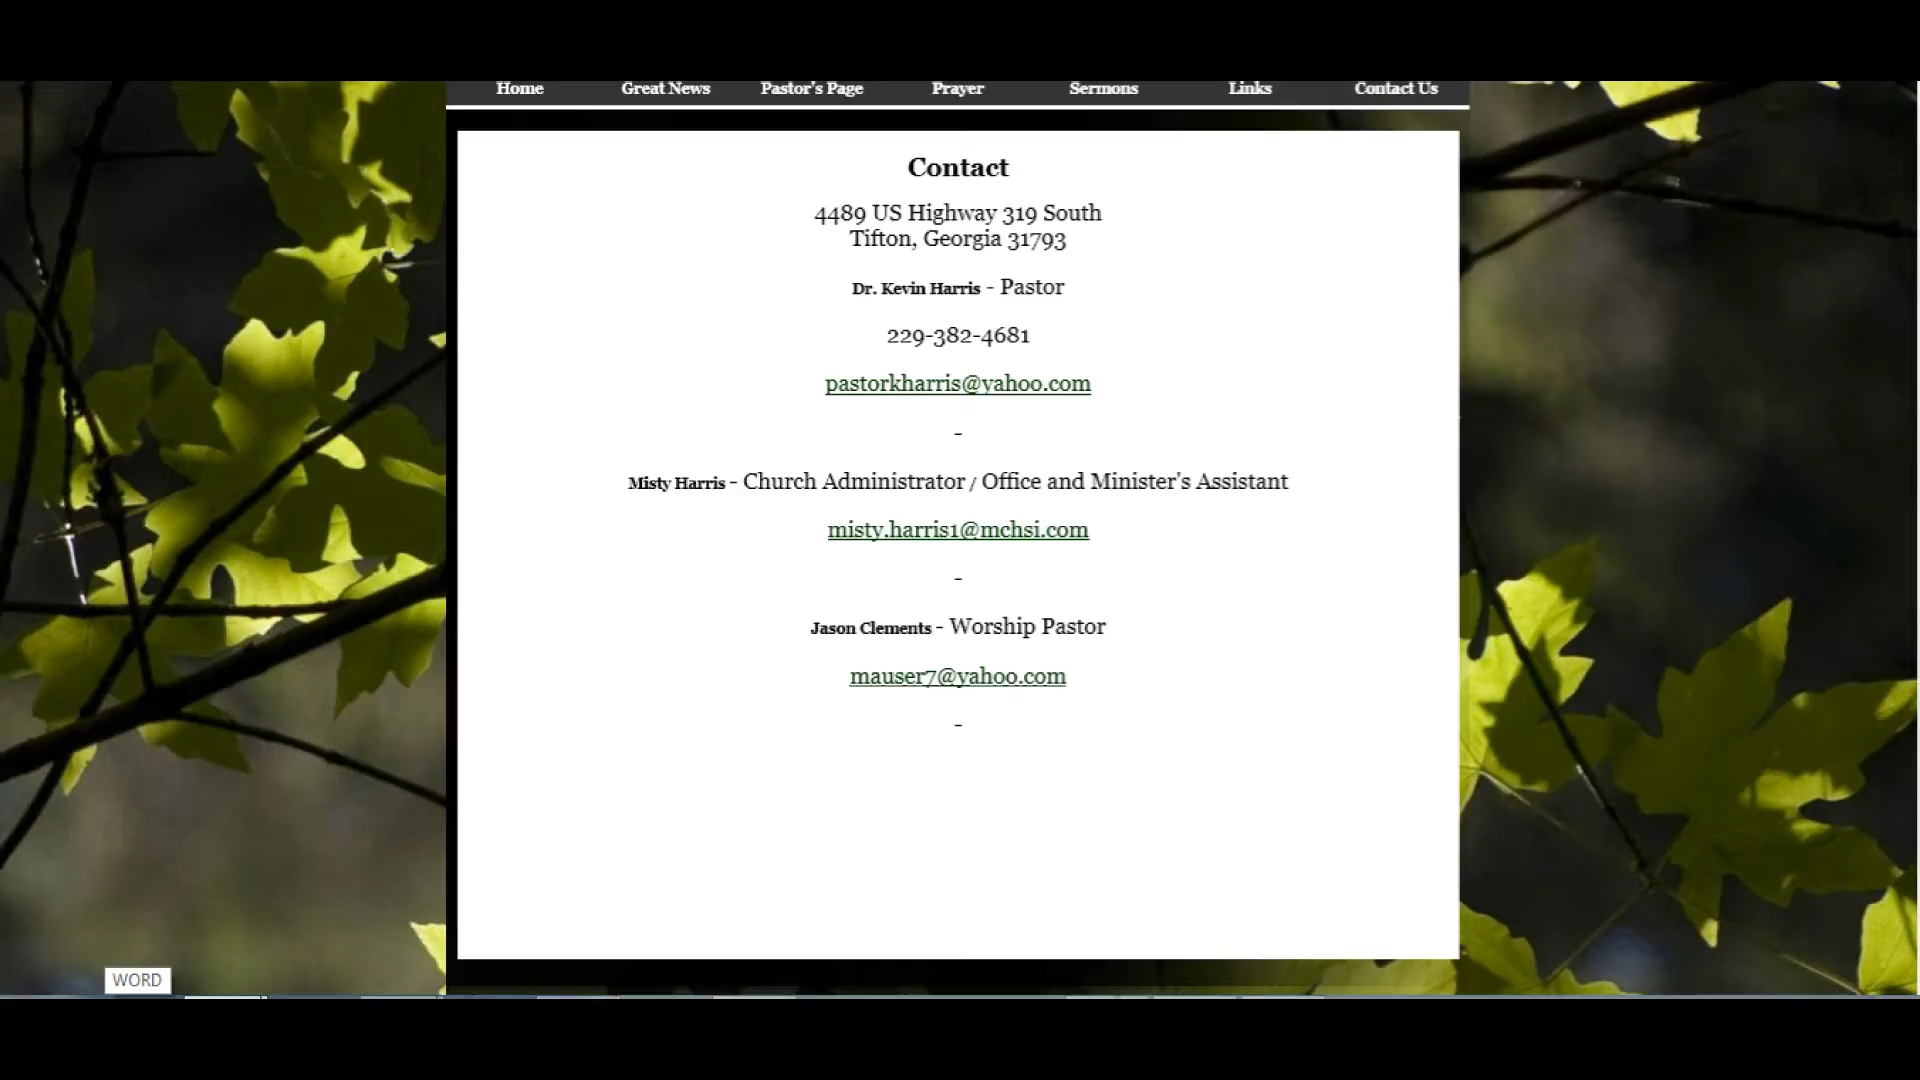 Home Great News Pastor's Page Prayer Sermons Links Contact Us
Contact
4489 US Highway 319 South
Tifton, Georgia 31793
Dr. Kevin Harris - Pastor
229-382-4681
pastorkharris@yahoo.com
-
Misty Harris - Church Administrator / Office and Minister's Assistant
misty.harris1@mchsi.com
-
Jason Clements - Worship Pastor
mauser7@yahoo.com
-
WORD